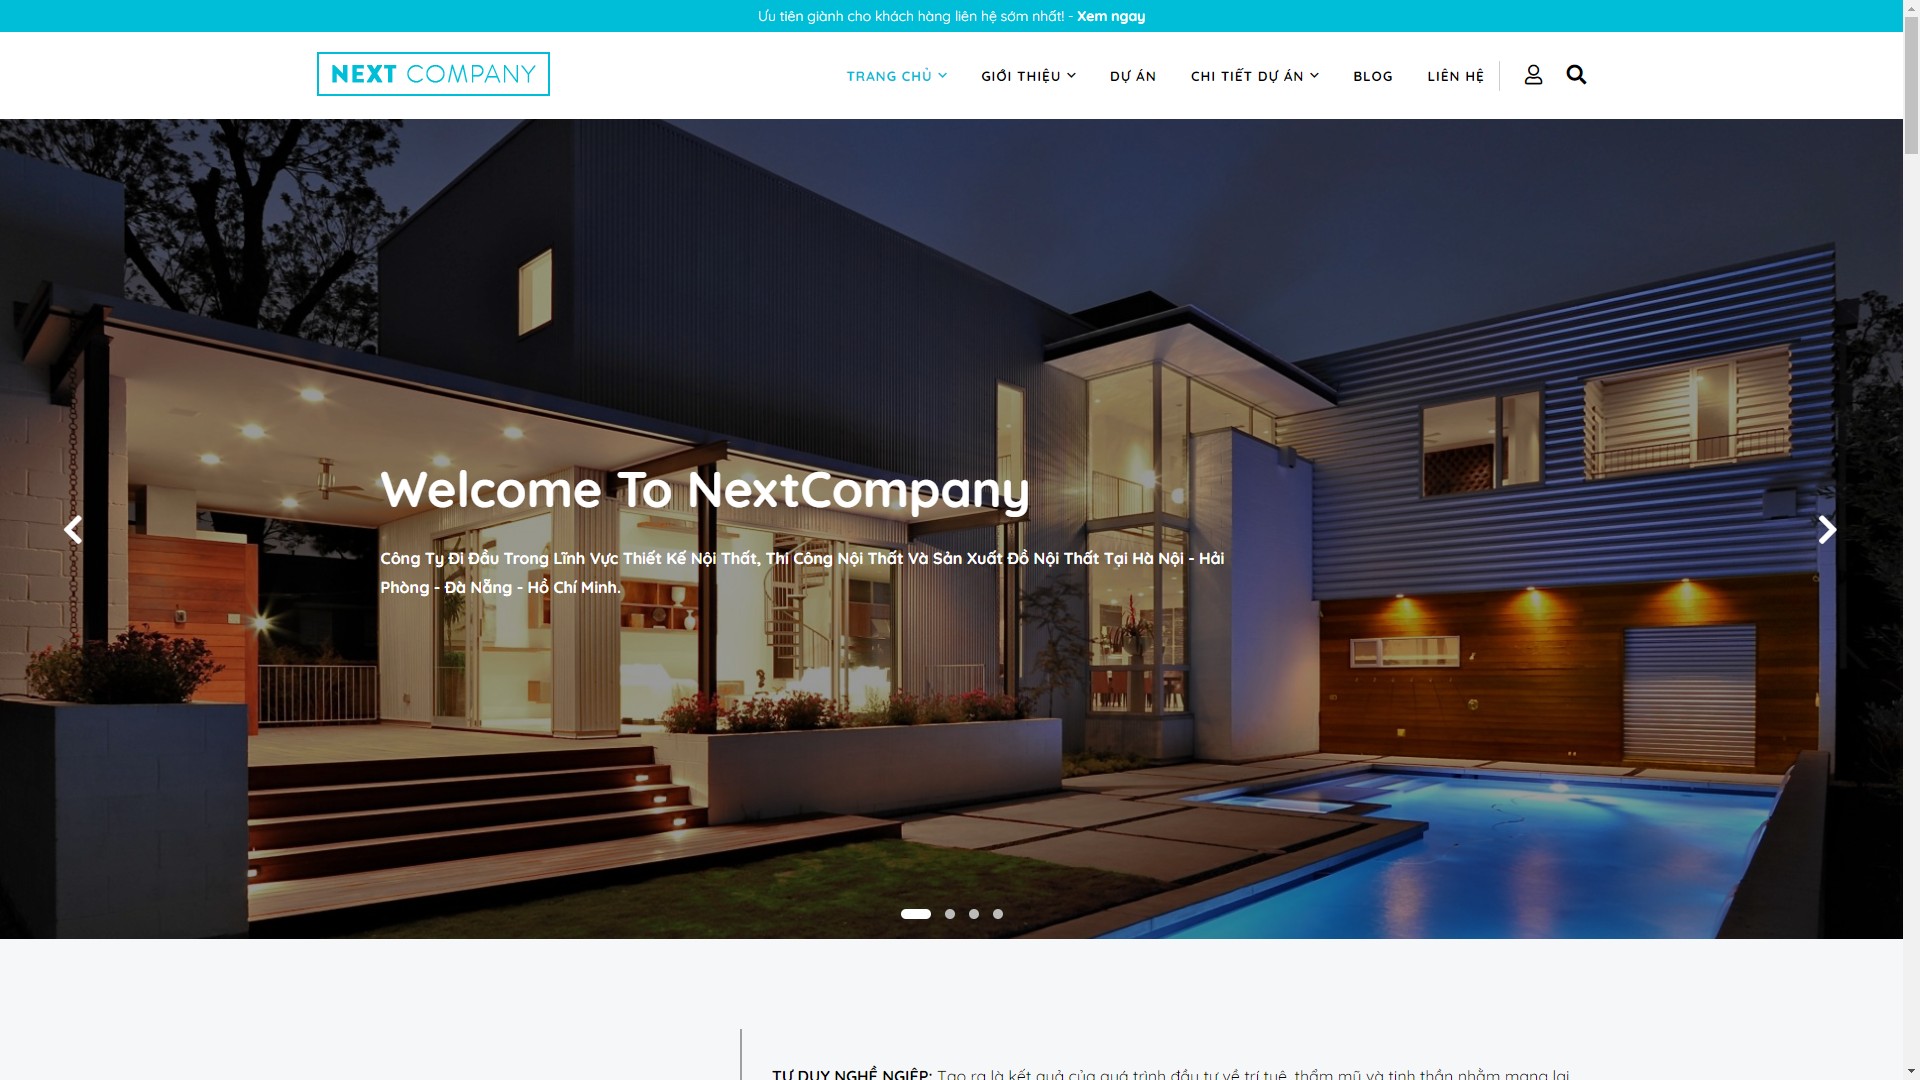 Ưu tiên giành cho khách hàng liên hệ sớm nhất! - Xem ngay
NEXT COMPANY
TRANG CHỦ GIỚI THIỆU DỰ ÁN CHI TIẾT DỰ ÁN BLOG LIÊN HỆ
Welcome To NextCompany
Công Ty Đi Đầu Trong Lĩnh Vực Thiết Kế Nội Thất, Thi Công Nội Thất Và Sản Xuất Đồ Nội Thất Tại Hà Nội - Hải
Phòng - Đà Nẵng - Hồ Chí Minh.
TƯ DUY NGHỀ NGIỆP: Tạo ra là kết quả của quá trình đầu tư về trí tuệ, thẩm mũ và tinh thần nhằm mang lại